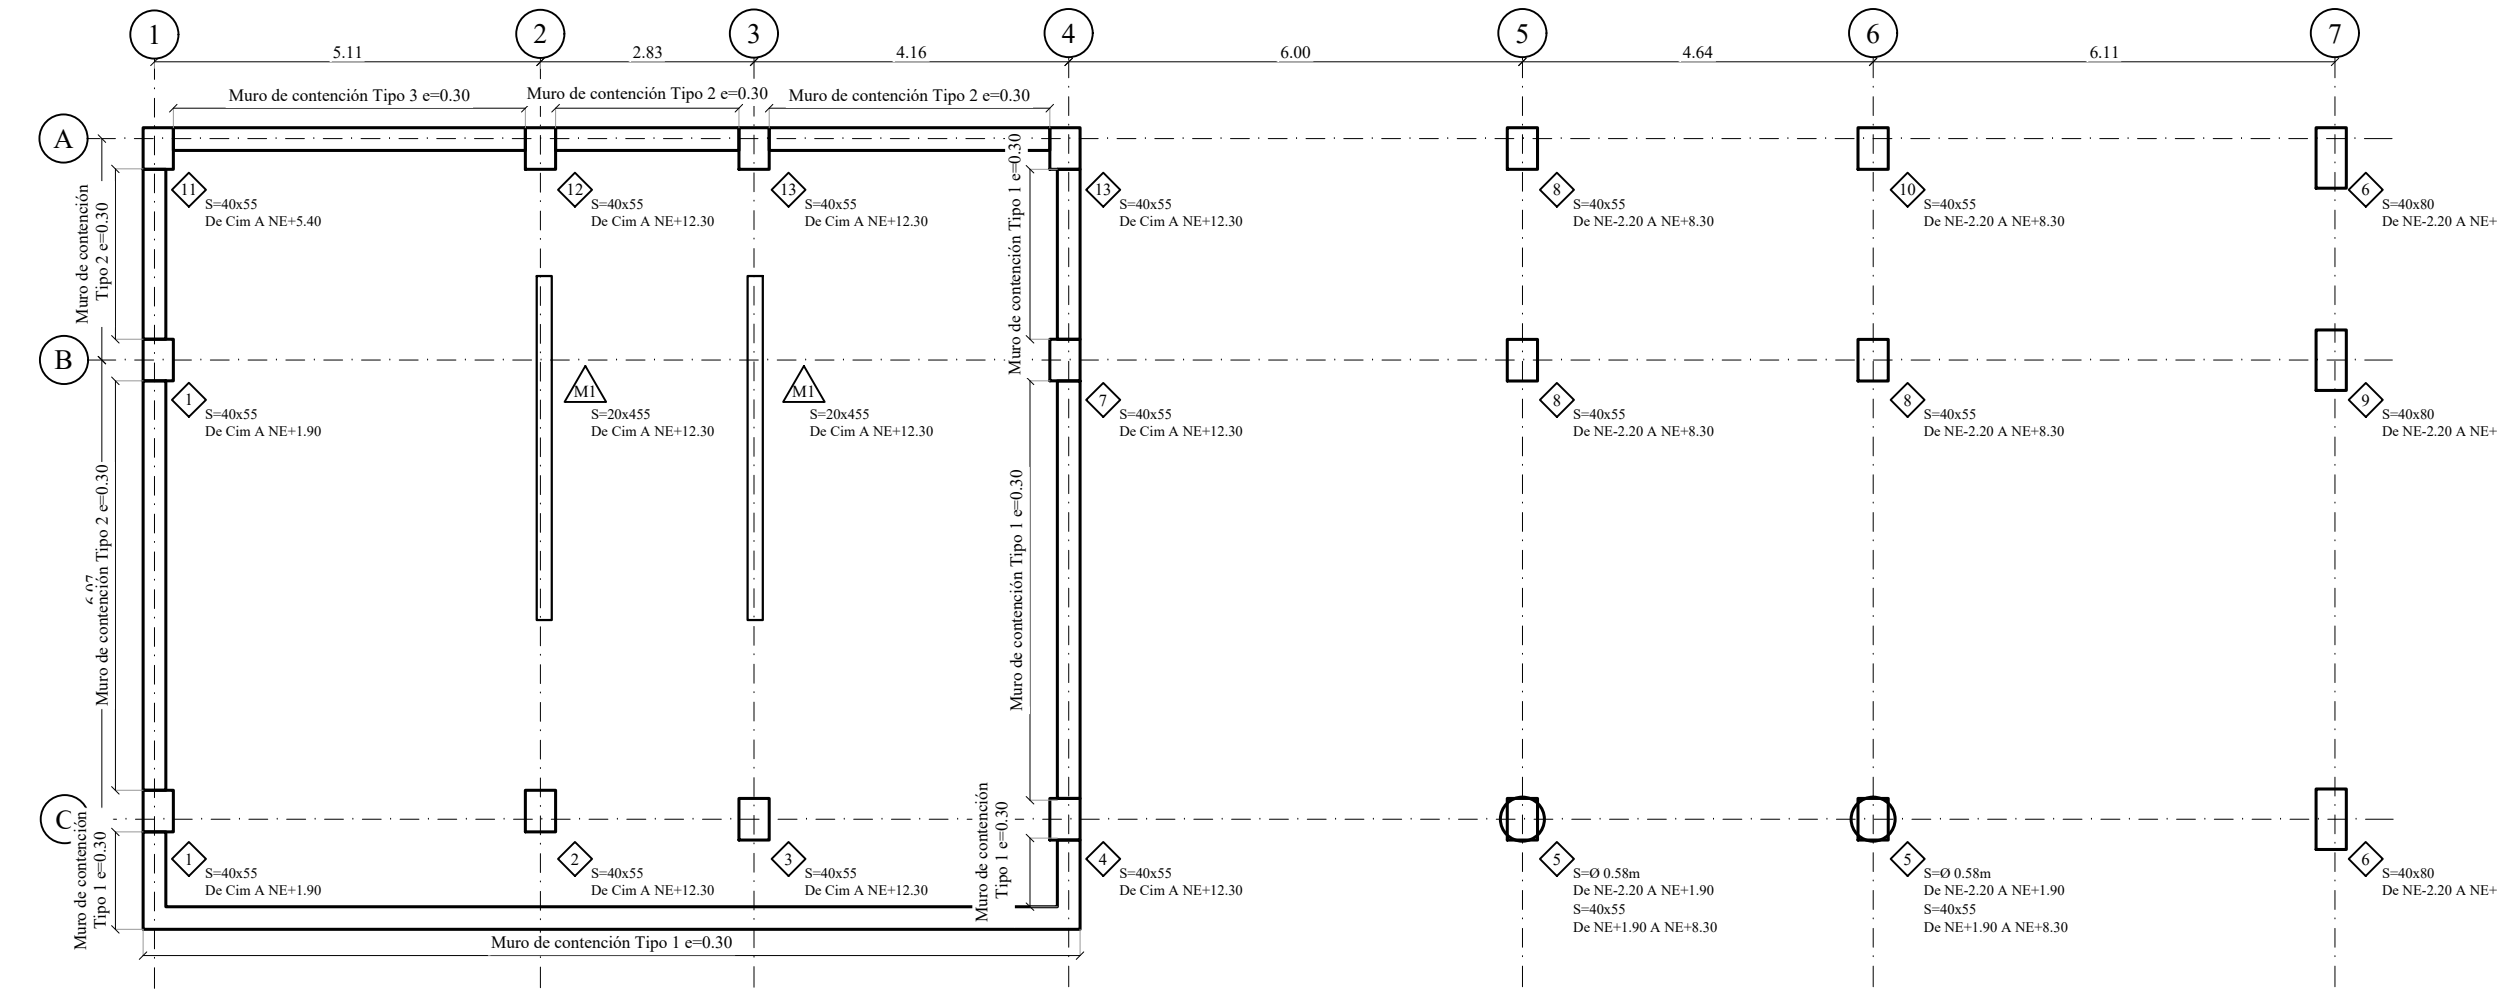 1 2 3 4 5 6 7
5.11 2.83 4.16 6.00 4.64 6.11
Muro de contención Tipo 3 e=0.30
Muro de contención Tipo 2 e=0.30
Muro de contención Tipo 2 e=0.30
A
11
S=40x55
De Cim A NE+5.40
12
S=40x55
De Cim A NE+12.30
13
S=40x55
De Cim A NE+12.30
13
S=40x55
De Cim A NE+12.30
8
S=40x55
De NE-2.20 A NE+8.30
10
S=40x55
De NE-2.20 A NE+8.30
6
S=40x80
De NE-2.20 A NE+
Muro de contención
Tipo 2 e=0.30
Muro de contención Tipo 1 e=0.30
B
1
S=40x55
De Cim A NE+1.90
M1
S=20x455
De Cim A NE+12.30
M1
S=20x455
De Cim A NE+12.30
7
S=40x55
De Cim A NE+12.30
8
S=40x55
De NE-2.20 A NE+8.30
8
S=40x55
De NE-2.20 A NE+8.30
9
S=40x80
De NE-2.20 A NE+
Muro de contención Tipo 2 e=0.30
Muro de contención Tipo 1 e=0.30
C
1
S=40x55
De Cim A NE+1.90
2
S=40x55
De Cim A NE+12.30
3
S=40x55
De Cim A NE+12.30
4
S=40x55
De Cim A NE+12.30
5
S=Ø 0.58m
De NE-2.20 A NE+1.90
S=40x55
De NE+1.90 A NE+8.30
5
S=Ø 0.58m
De NE-2.20 A NE+1.90
S=40x55
De NE+1.90 A NE+8.30
6
S=40x80
De NE-2.20 A NE+
Muro de contención
Tipo 1 e=0.30
Muro de contención
Tipo 1 e=0.30
Muro de contención Tipo 1 e=0.30